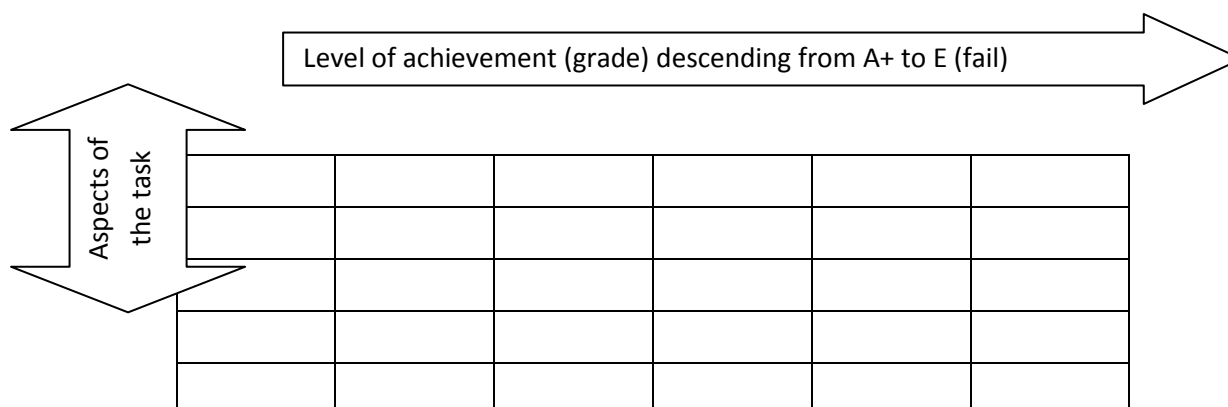 Level of achievement (grade) descending from A+ to E (fail)
Aspects of
the task